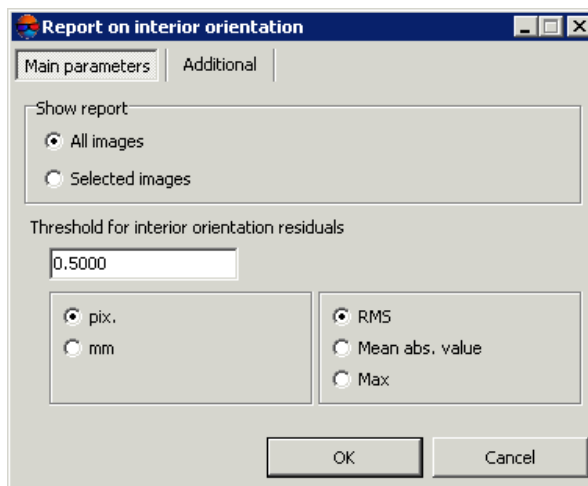 Report on interior orientation
Main parameters Additional
Show report
All images
Selected images
Threshold for interior orientation residuals
0.5000
pix.
mm
RMS
Mean abs. value
Max
OK Cancel